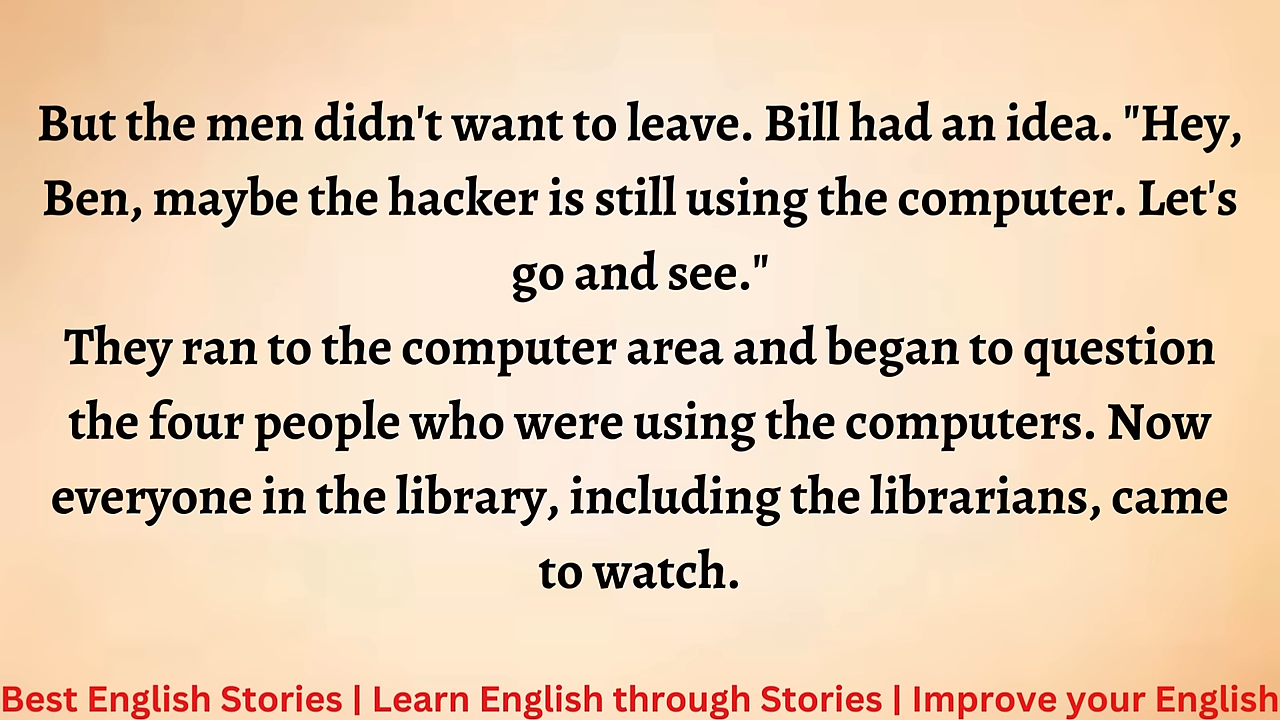 But the men didn't want to leave. Bill had an idea. "Hey,
Ben, maybe the hacker is still using the computer. Let's
go and see."
They ran to the computer area and began to question
the four people who were using the computers. Now
everyone in the library, including the librarians, came
to watch.
Best English Stories | Learn English through Stories | Improve your English